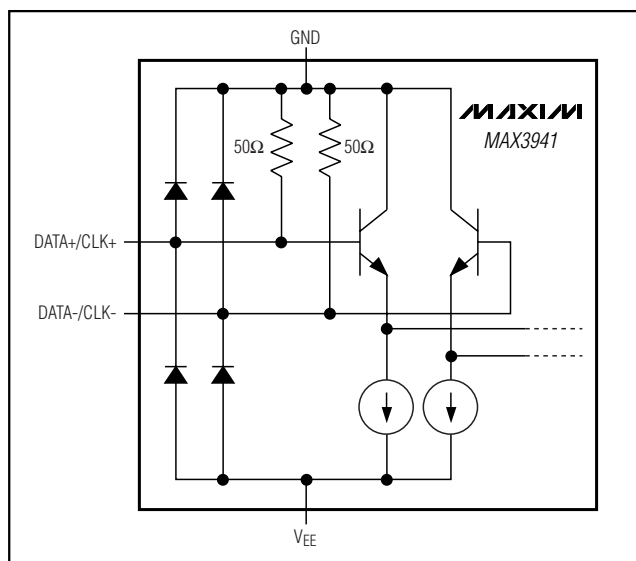 GND
MAXIM
MAX3941
50Ω 50Ω
DATA+/CLK+
DATA-/CLK-
VEE